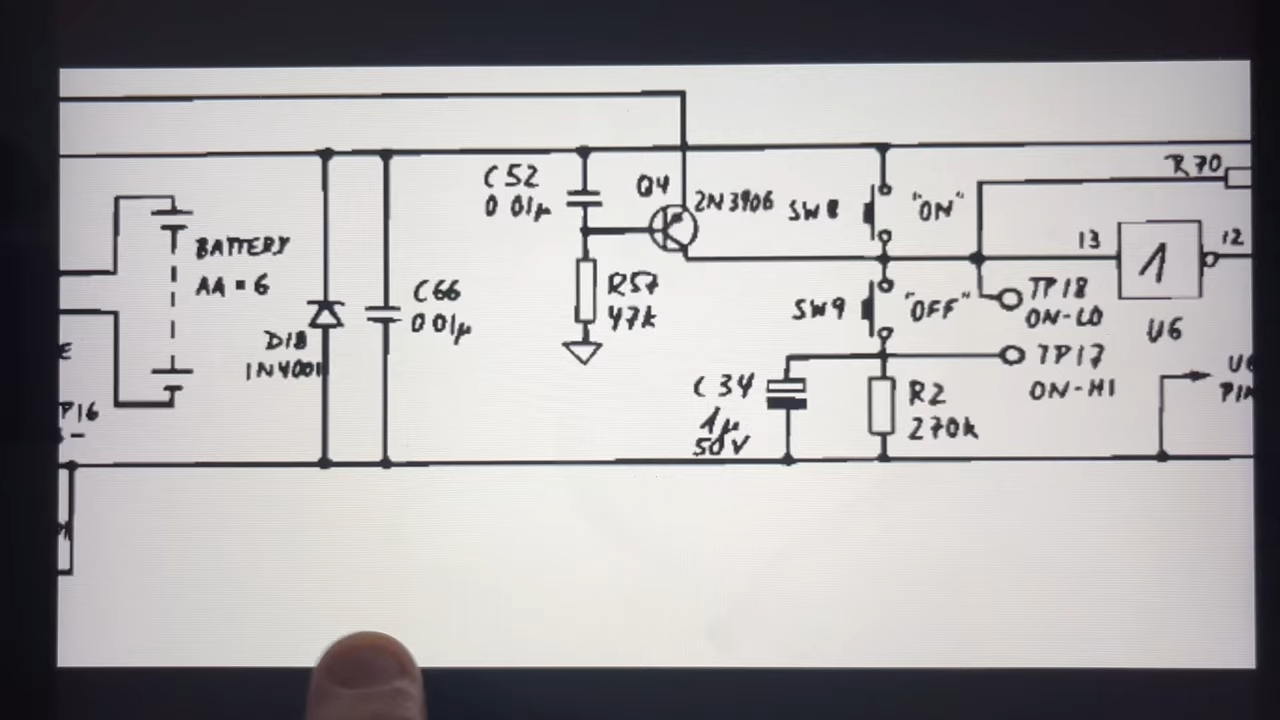 R70
C52
0 01µ
Q4
2N3906
SW8
"ON"
13
12
BATTERY
AA = 6
C66
0 01µ
R57
47k
SW9
"OFF"
TP18
ON-LO
1
U6
D18
1N4001
E
TP17
ON-HI
C34
1µ
50V
R2
270k
P16
-